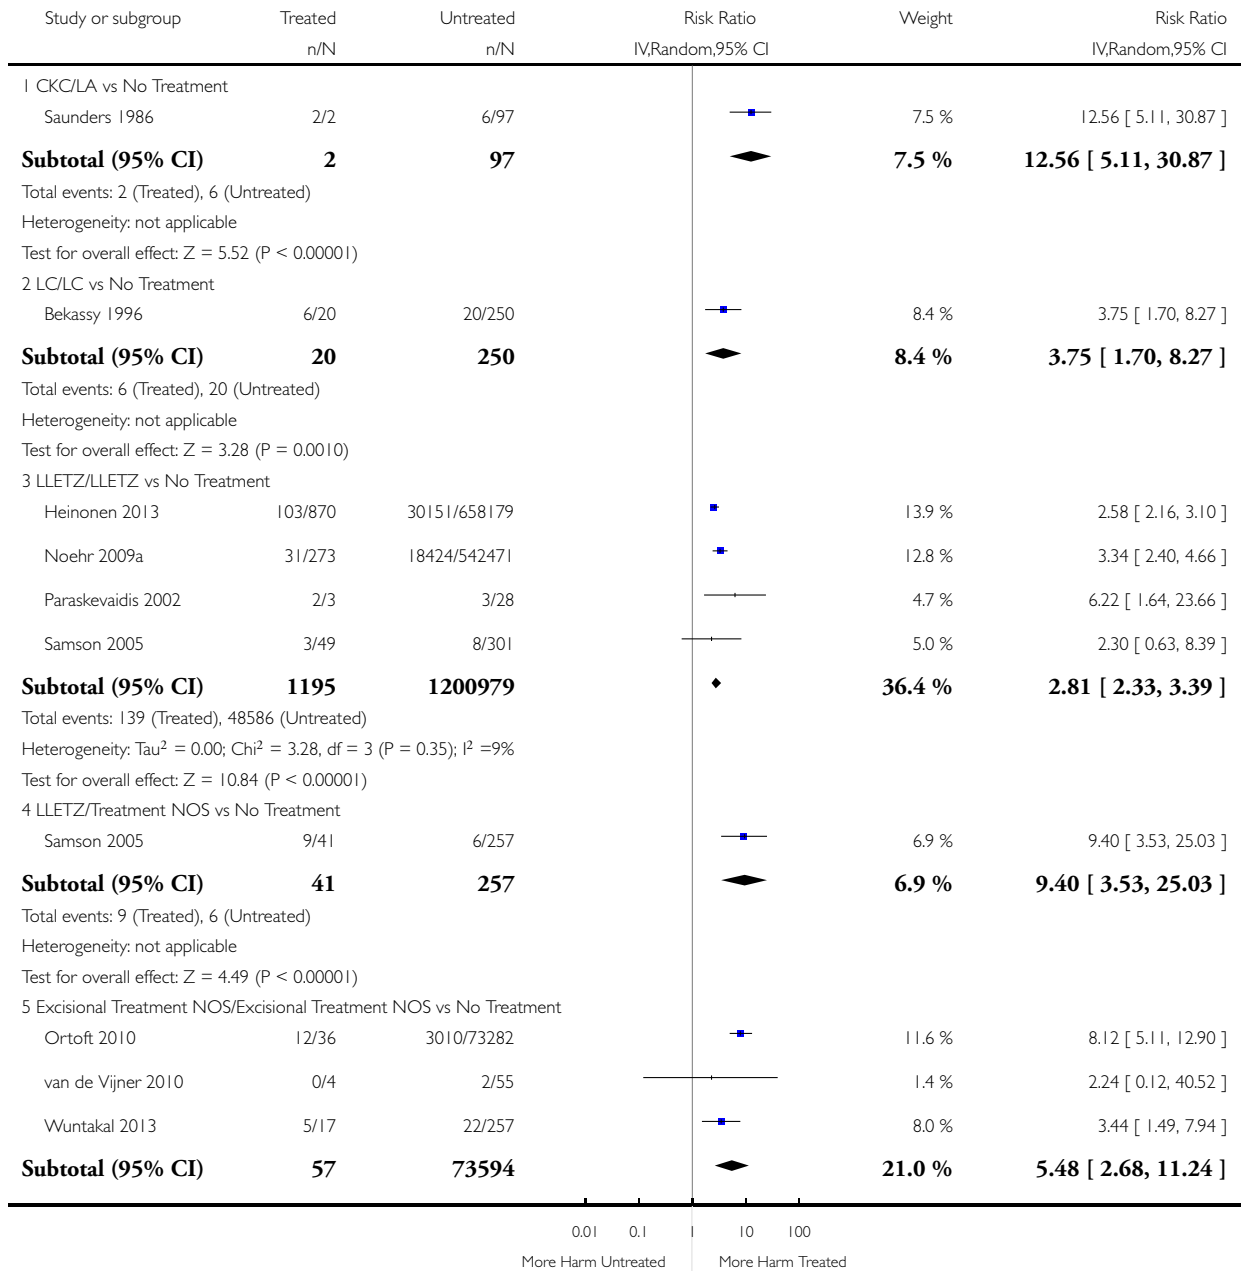 Study or subgroup Treated Untreated Risk Ratio Weight Risk Ratio
n/N n/N IV,Random,95% CI IV,Random,95% CI
1 CKC/LA vs No Treatment
Saunders 1986 2/2 6/97 7.5 % 12.56 [ 5.11, 30.87 ]
Subtotal (95% CI) 2 97 7.5 % 12.56 [ 5.11, 30.87 ]
Total events: 2 (Treated), 6 (Untreated)
Heterogeneity: not applicable
Test for overall effect: Z = 5.52 (P < 0.00001)
2 LC/LC vs No Treatment
Bekassy 1996 6/20 20/250 8.4 % 3.75 [ 1.70, 8.27 ]
Subtotal (95% CI) 20 250 8.4 % 3.75 [ 1.70, 8.27 ]
Total events: 6 (Treated), 20 (Untreated)
Heterogeneity: not applicable
Test for overall effect: Z = 3.28 (P = 0.0010)
3 LLETZ/LLETZ vs No Treatment
Heinonen 2013 103/870 30151/658179 13.9 % 2.58 [ 2.16, 3.10 ]
Noehr 2009a 31/273 18424/542471 12.8 % 3.34 [ 2.40, 4.66 ]
Paraskevaidis 2002 2/3 3/28 4.7 % 6.22 [ 1.64, 23.66 ]
Samson 2005 3/49 8/301 5.0 % 2.30 [ 0.63, 8.39 ]
Subtotal (95% CI) 1195 1200979 36.4 % 2.81 [ 2.33, 3.39 ]
Total events: 139 (Treated), 48586 (Untreated)
Heterogeneity: Tau² = 0.00; Chi² = 3.28, df = 3 (P = 0.35); I² =9%
Test for overall effect: Z = 10.84 (P < 0.00001)
4 LLETZ/Treatment NOS vs No Treatment
Samson 2005 9/41 6/257 6.9 % 9.40 [ 3.53, 25.03 ]
Subtotal (95% CI) 41 257 6.9 % 9.40 [ 3.53, 25.03 ]
Total events: 9 (Treated), 6 (Untreated)
Heterogeneity: not applicable
Test for overall effect: Z = 4.49 (P < 0.00001)
5 Excisional Treatment NOS/Excisional Treatment NOS vs No Treatment
Ortoft 2010 12/36 3010/73282 11.6 % 8.12 [ 5.11, 12.90 ]
van de Vijner 2010 0/4 2/55 1.4 % 2.24 [ 0.12, 40.52 ]
Wuntakal 2013 5/17 22/257 8.0 % 3.44 [ 1.49, 7.94 ]
Subtotal (95% CI) 57 73594 21.0 % 5.48 [ 2.68, 11.24 ]
0.01 0.1 1 10 100
More Harm Untreated More Harm Treated